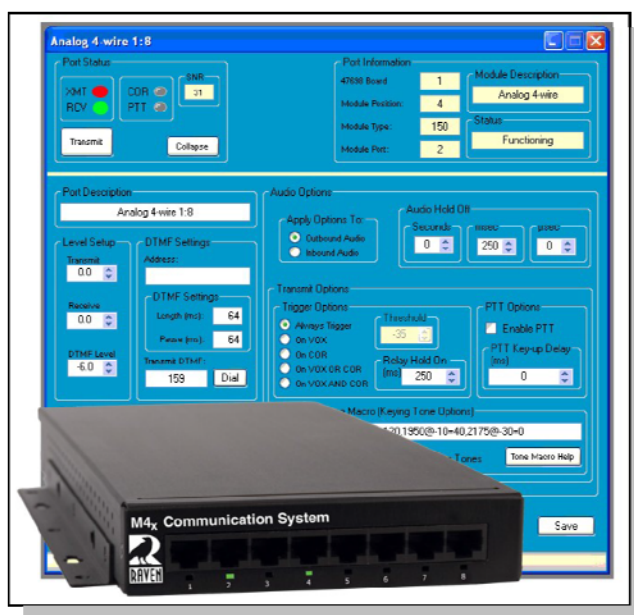 Analog 4-wire 1:8
Port Status
XMT
RCV
COR
PTT
SNR
31
Transmit
Collapse
Port Information
47698 Board
1
Module Position:
4
Module Type:
150
Module Port:
2
Module Description
Analog 4-wire
Status
Functioning
Port Description
Analog 4-wire 1:8
Level Setup
Transmit
0.0
Receive
0.0
DTMF Level
-6.0
DTMF Settings
Address:
DTMF Settings
Length (ms):
64
Pause (ms):
64
Transmit DTMF:
159
Dial
Audio Options
Apply Options To:
Outbound Audio
Inbound Audio
Audio Hold Off
Seconds
0
msec
250
µsec
0
Transmit Options
Trigger Options
Always Trigger
On VOX
On COR
On VOX OR COR
On VOX AND COR
Threshold
-35
Relay Hold On
(ms)
250
PTT Options
Enable PTT
PTT Key-up Delay
(ms)
0
Macro (Keying Tone Options)
1950@-10=40,2175@-30=0
Tones
Tone Macro Help
Save
M4x Communication System
RAVEN
1 2 3 4 5 6 7 8